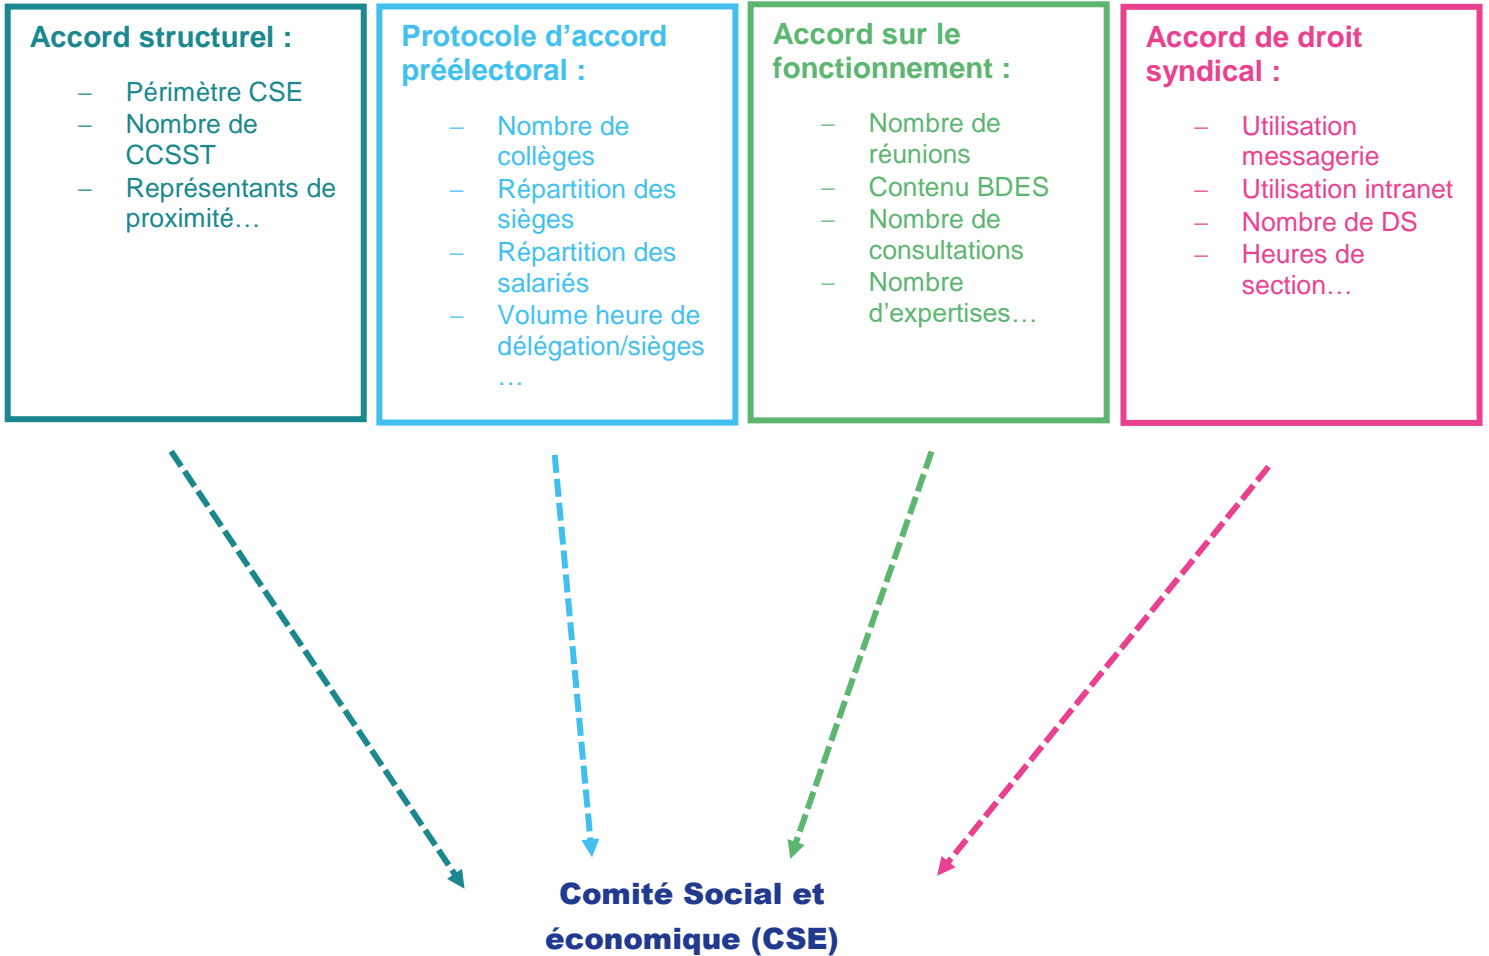 Accord structurel :
– Périmètre CSE
– Nombre de
CCSST
– Représentants de
proximité…
Protocole d’accord
préélectoral :
– Nombre de
collèges
– Répartition des
sièges
– Répartition des
salariés
– Volume heure de
délégation/sièges
…
Accord sur le
fonctionnement :
– Nombre de
réunions
– Contenu BDES
– Nombre de
consultations
– Nombre
d’expertises…
Accord de droit
syndical :
– Utilisation
messagerie
– Utilisation intranet
– Nombre de DS
– Heures de
section…
Comité Social et
économique (CSE)